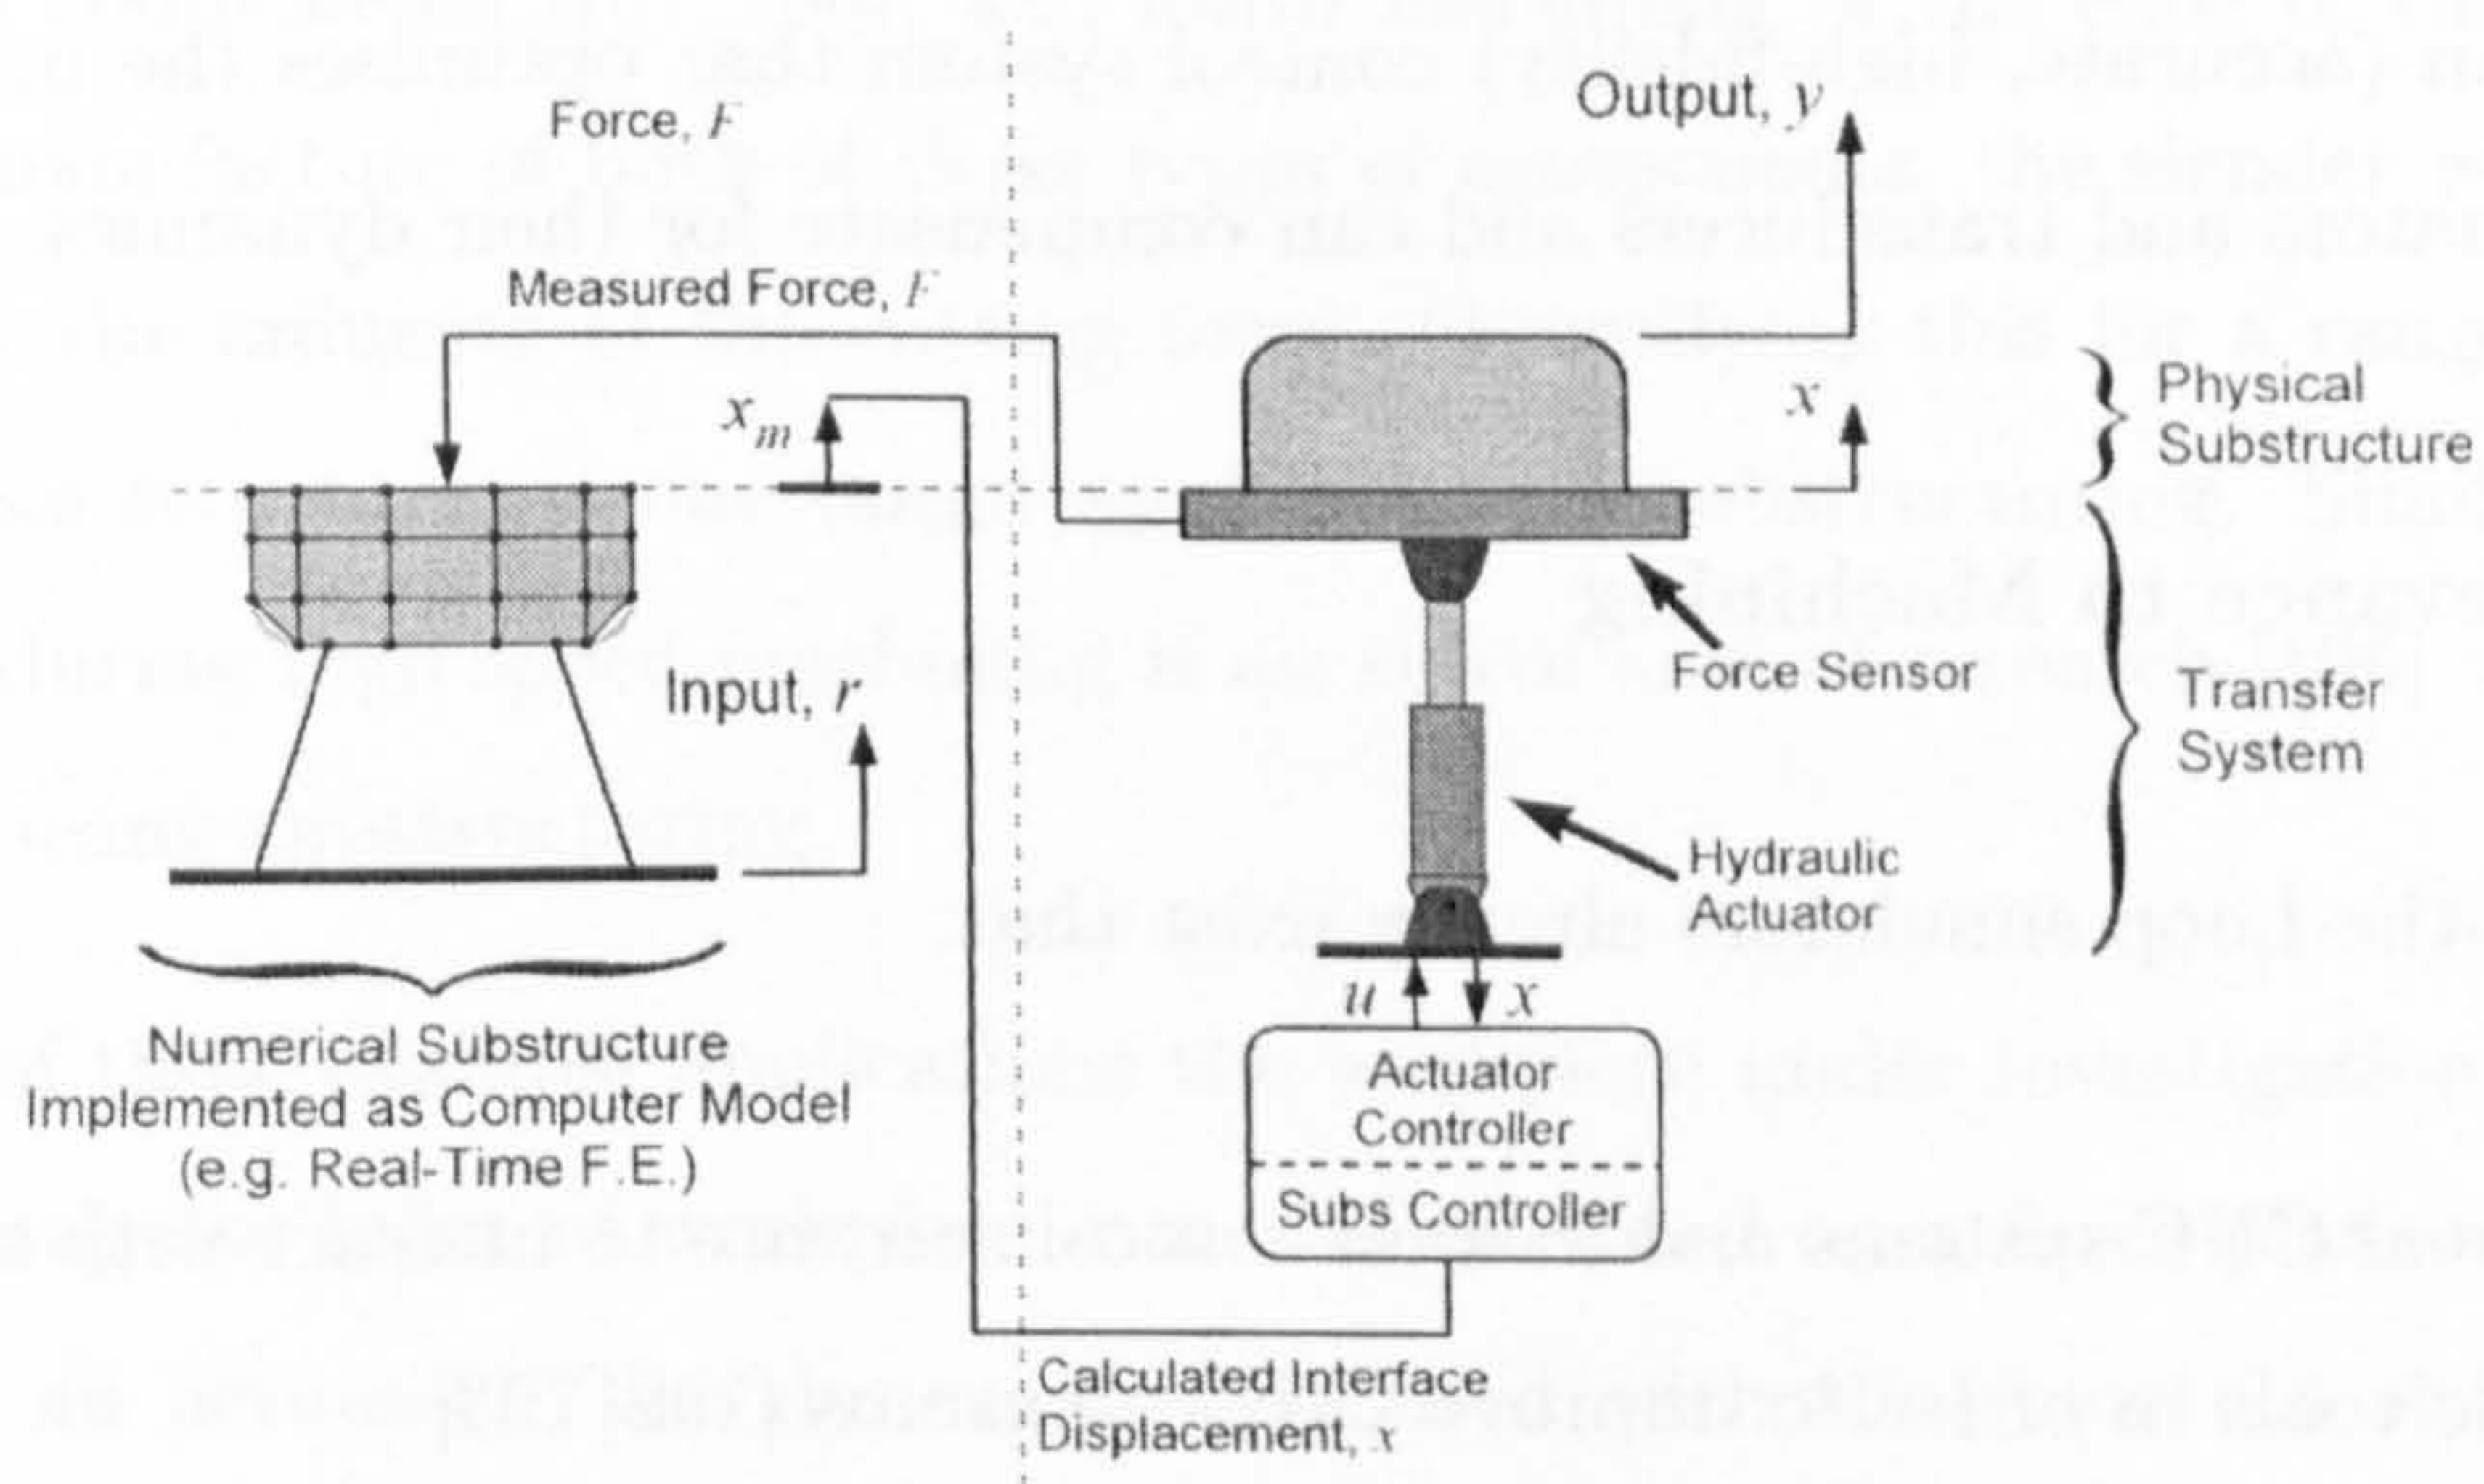 Force, F
Output, y
Measured Force, F
x_m
x
Physical
Substructure
Input, r
Force Sensor
Transfer
System
Hydraulic
Actuator
u
x
Numerical Substructure
Implemented as Computer Model
(e.g. Real-Time F.E.)
Actuator
Controller
Subs Controller
Calculated Interface
Displacement, x